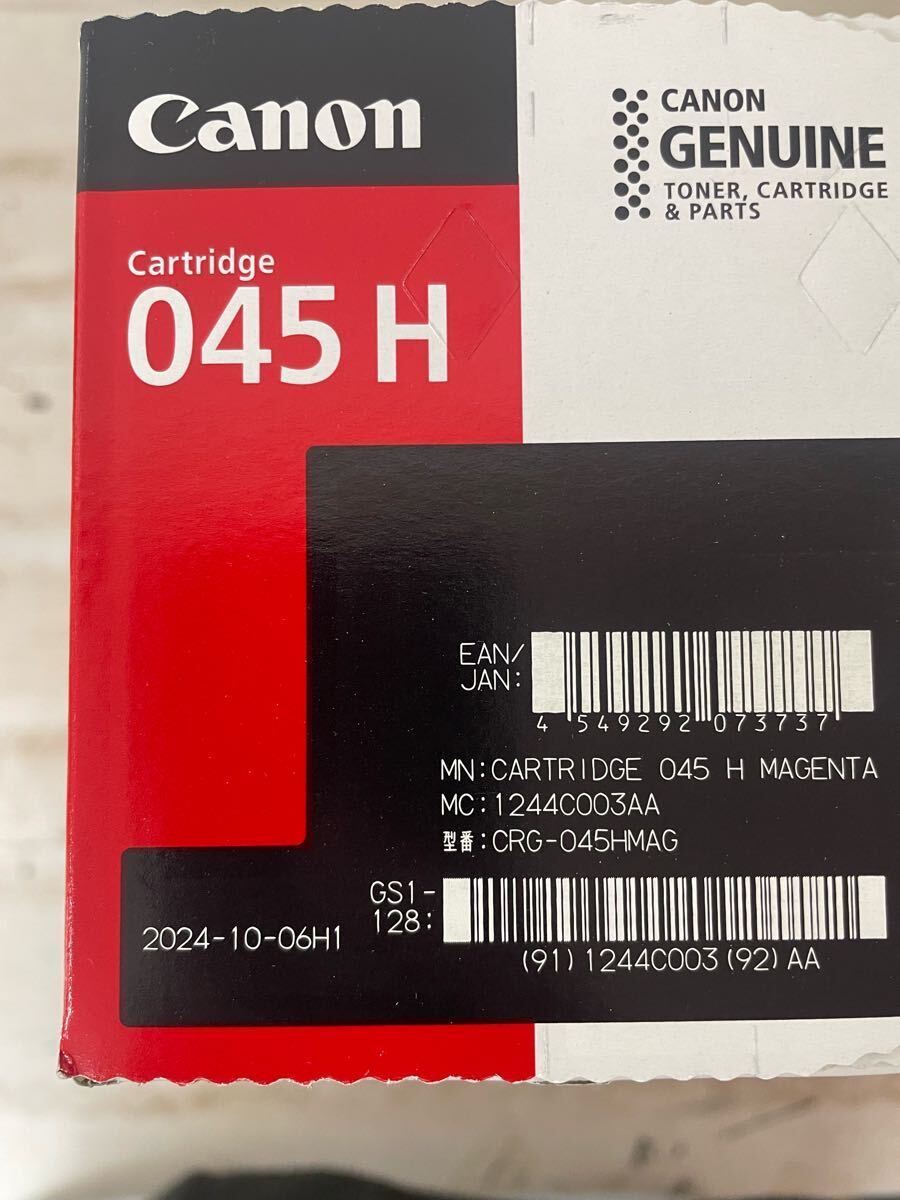 Canon
CANON
GENUINE
TONER, CARTRIDGE
& PARTS
Cartridge
045 H
EAN/
JAN:
4 549292 073737
MN:CARTRIDGE 045 H MAGENTA
MC:1244C003AA
型番:CRG-045HMAG
GS1-
128:
2024-10-06H1
(91)1244C003(92)AA